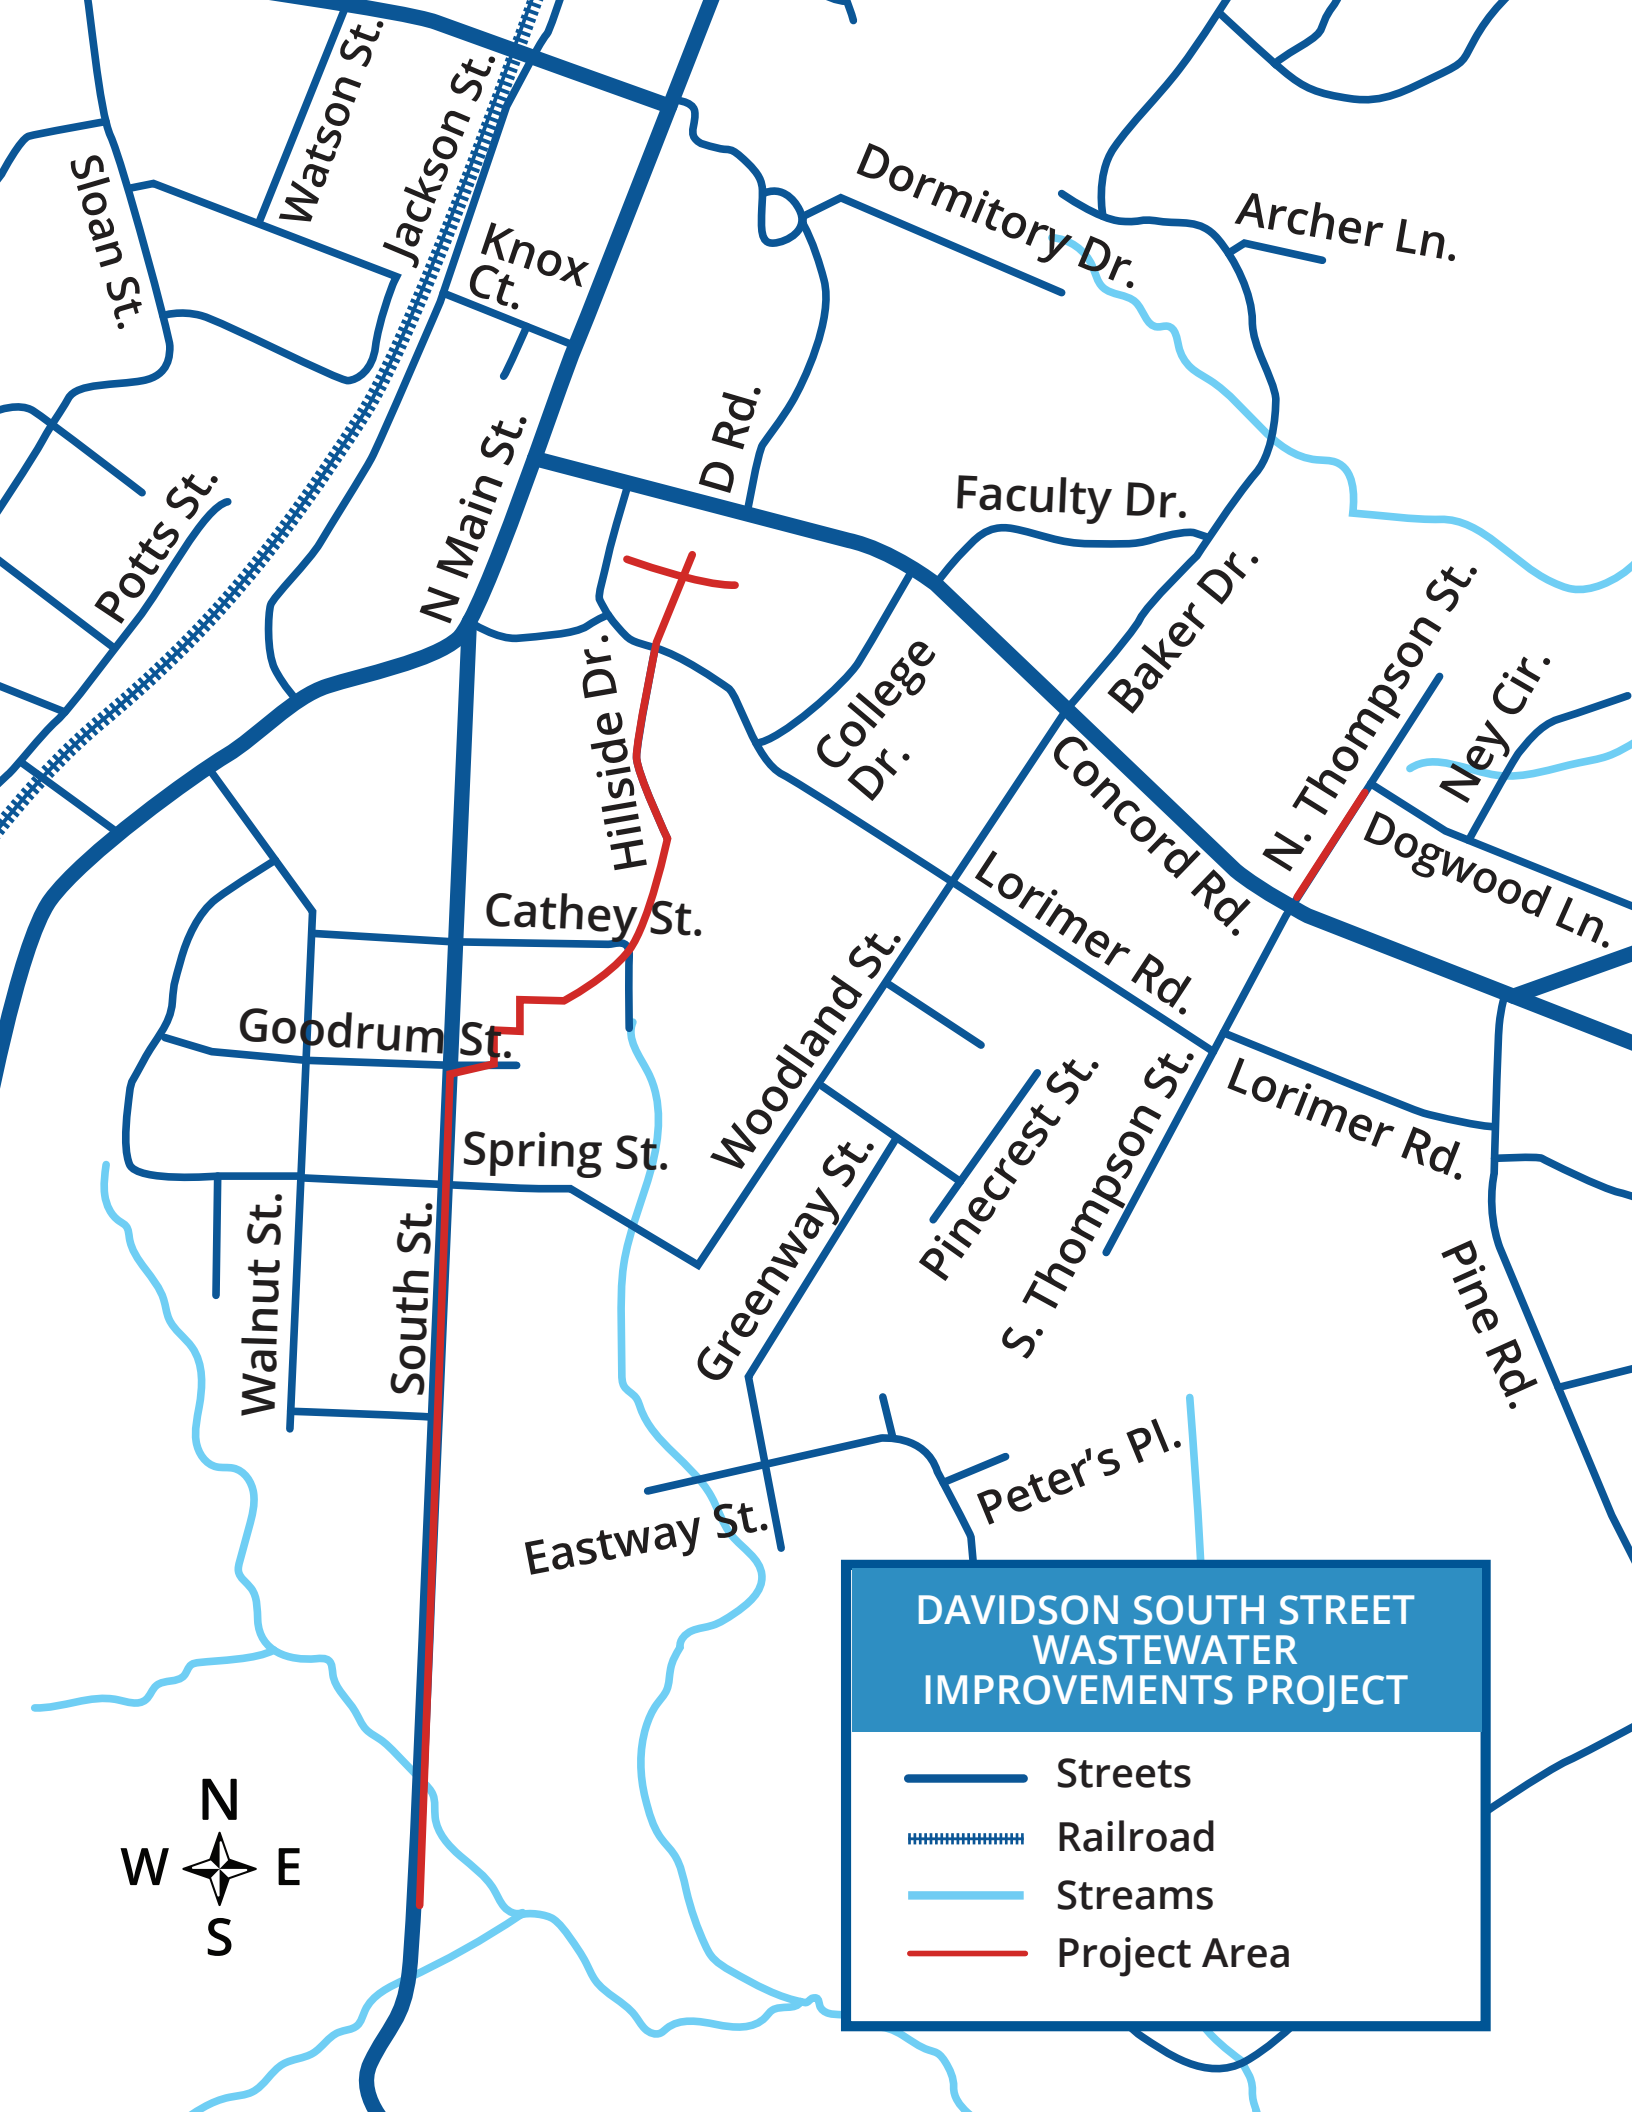 Watson St.
Jackson St.
Sloan St.
Knox
Ct.
Dormitory Dr.
Archer Ln.
D Rd.
N Main St.
Potts St.
Faculty Dr.
Baker Dr.
N. Thompson St.
Ney Cir.
College
Dr.
Hillside Dr.
Concord Rd.
Dogwood Ln.
Cathey St.
Lorimer Rd.
Woodland St.
Goodrum St.
Pinecrest St.
S. Thompson St.
Lorimer Rd.
Spring St.
Greenway St.
Walnut St.
South St.
Pine Rd.
Peter’s Pl.
Eastway St.
DAVIDSON SOUTH STREET
WASTEWATER
IMPROVEMENTS PROJECT
Streets
Railroad
Streams
Project Area
N
W E
S